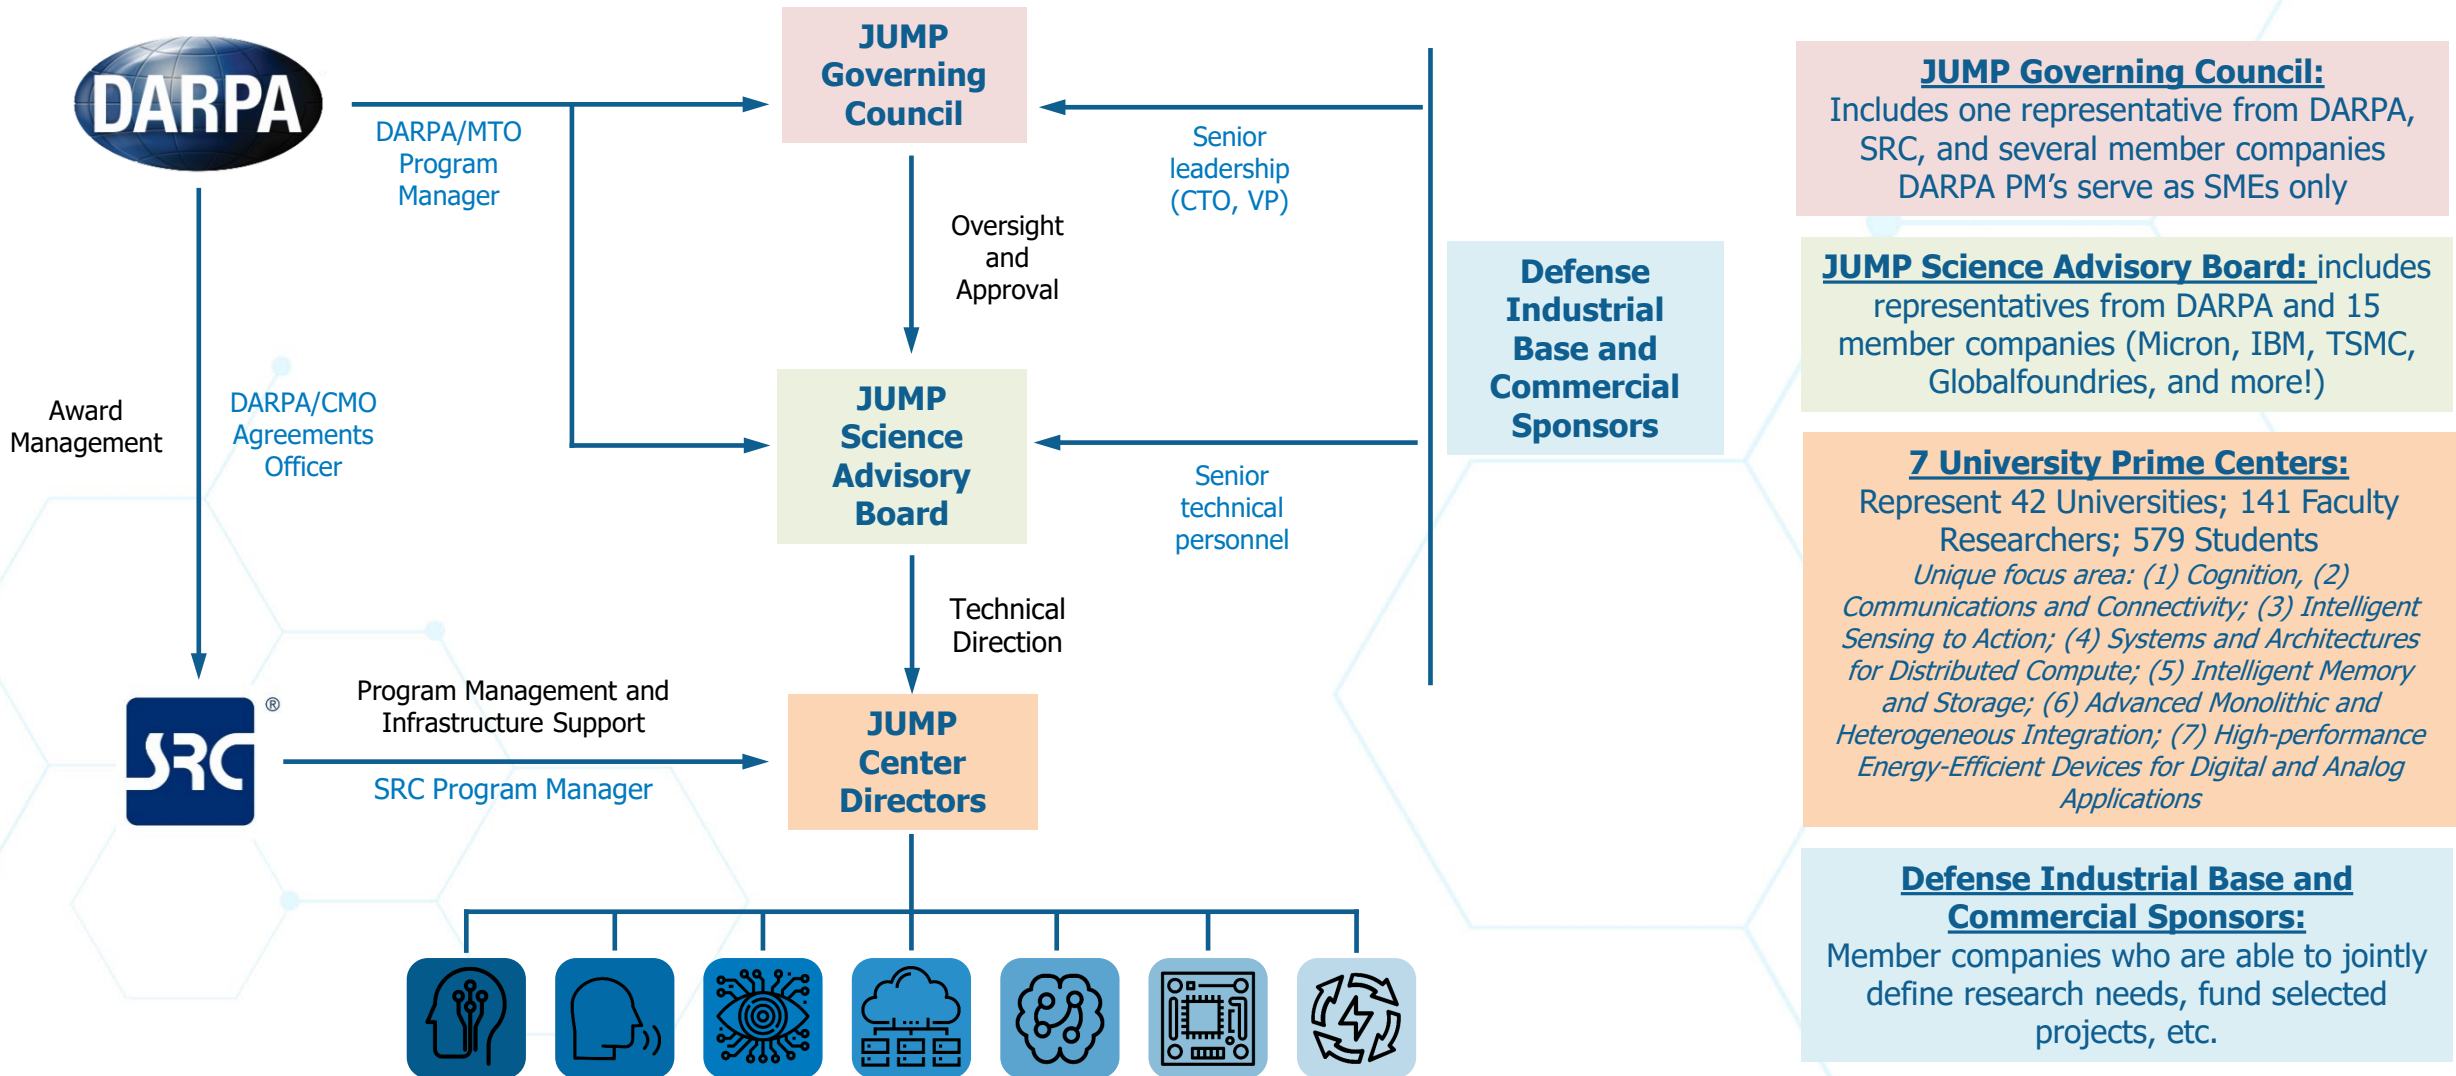 DARPA
DARPA/MTO
Program
Manager
JUMP
Governing
Council
Senior
leadership
(CTO, VP)
Oversight
and
Approval
Award
Management
DARPA/CMO
Agreements
Officer
JUMP
Science
Advisory
Board
Senior
technical
personnel
Defense
Industrial
Base and
Commercial
Sponsors
Technical
Direction
SRC
®
Program Management and
Infrastructure Support
SRC Program Manager
JUMP
Center
Directors
JUMP Governing Council:
Includes one representative from DARPA,
SRC, and several member companies
DARPA PM’s serve as SMEs only
JUMP Science Advisory Board: includes
representatives from DARPA and 15
member companies (Micron, IBM, TSMC,
Globalfoundries, and more!)
7 University Prime Centers:
Represent 42 Universities; 141 Faculty
Researchers; 579 Students
Unique focus area: (1) Cognition, (2)
Communications and Connectivity; (3) Intelligent
Sensing to Action; (4) Systems and Architectures
for Distributed Compute; (5) Intelligent Memory
and Storage; (6) Advanced Monolithic and
Heterogeneous Integration; (7) High-performance
Energy-Efficient Devices for Digital and Analog
Applications
Defense Industrial Base and
Commercial Sponsors:
Member companies who are able to jointly
define research needs, fund selected
projects, etc.